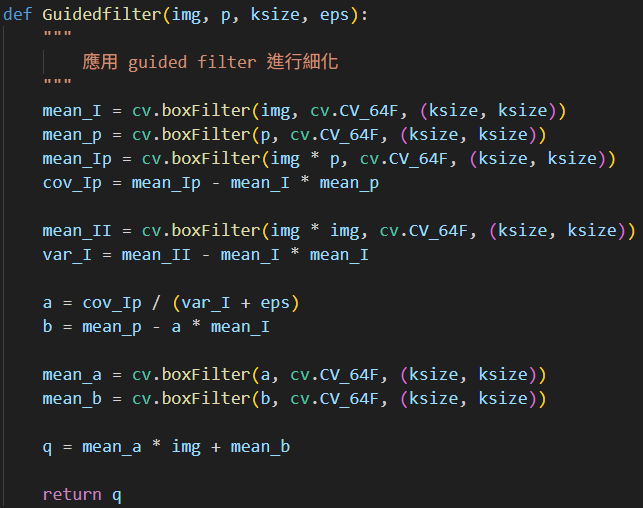 def Guidedfilter(img, p, ksize, eps):
    """
        應用 guided filter 進行細化
    """
    mean_I = cv.boxFilter(img, cv.CV_64F, (ksize, ksize))
    mean_p = cv.boxFilter(p, cv.CV_64F, (ksize, ksize))
    mean_Ip = cv.boxFilter(img * p, cv.CV_64F, (ksize, ksize))
    cov_Ip = mean_Ip - mean_I * mean_p

    mean_II = cv.boxFilter(img * img, cv.CV_64F, (ksize, ksize))
    var_I = mean_II - mean_I * mean_I

    a = cov_Ip / (var_I + eps)
    b = mean_p - a * mean_I

    mean_a = cv.boxFilter(a, cv.CV_64F, (ksize, ksize))
    mean_b = cv.boxFilter(b, cv.CV_64F, (ksize, ksize))

    q = mean_a * img + mean_b

    return q